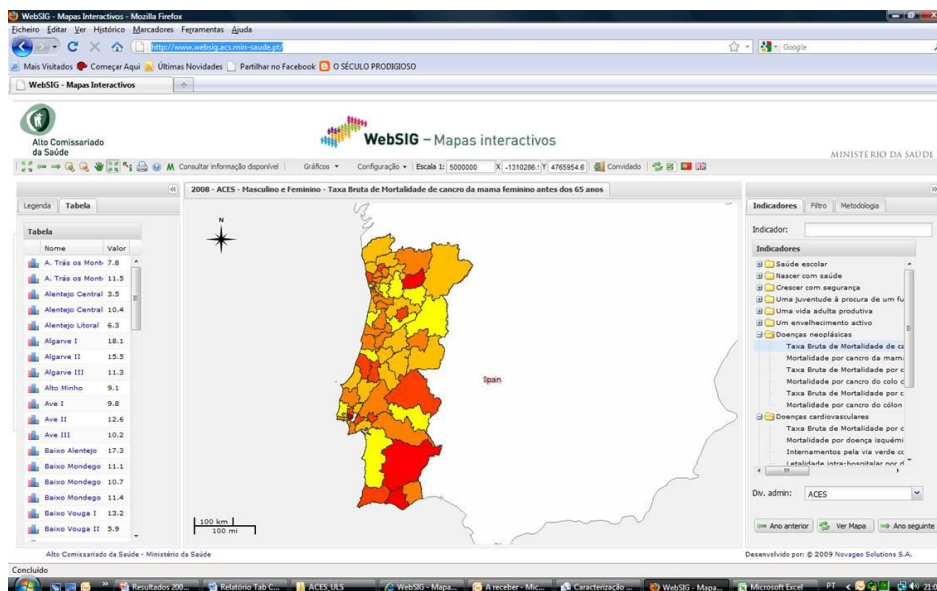 WebSIG - Mapas Interactivos - Mozilla Firefox
Ficheiro Editar Ver Histórico Marcadores Ferramentas Ajuda
http://www.websig.acs.min-saude.pt/
Google
Mais Visitados Começar Aqui Últimas Novidades Partilhar no Facebook O SÉCULO PRODIGIOSO
WebSIG - Mapas Interactivos
Alto Comissariado
da Saúde
WebSIG – Mapas interactivos
MINISTÉRIO DA SAÚDE
Consultar informação disponível Gráficos Configuração Escala 1: 5000000 X -1310286. Y 4765954.6 Convidado
2008 - ACES - Masculino e Feminino - Taxa Bruta de Mortalidade de cancro da mama feminino antes dos 65 anos
Legenda Tabela
Tabela
Nome Valor
A. Trás os Mont 7.8
A. Trás os Mont 11.5
Alentejo Central 3.5
Alentejo Central 10.4
Alentejo Litoral 6.3
Algarve I 18.1
Algarve II 15.5
Algarve III 11.3
Alto Minho 9.1
Ave I 9.8
Ave II 12.6
Ave III 10.2
Baixo Alentejo 17.3
Baixo Mondego 11.1
Baixo Mondego 10.7
Baixo Mondego 11.4
Baixo Vouga I 13.2
Baixo Vouga II 5.9
N
Spain
100 km
100 mi
Indicadores Filtro Metodologia
Indicador:
Indicadores
Saúde escolar
Nascer com saúde
Crescer com segurança
Uma juventude à procura de um fu
Uma vida adulta produtiva
Um envelhecimento activo
Doenças neoplásicas
Taxa Bruta de Mortalidade de ca
Mortalidade por cancro da mam
Taxa Bruta de Mortalidade por c
Mortalidade por cancro do colo c
Taxa Bruta de Mortalidade por c
Mortalidade por cancro do cólon
Doenças cardiovasculares
Taxa Bruta de Mortalidade por c
Mortalidade por doença isquémi
Internamentos pela via verde cc
Letalidade intra-hospitalar por d
Div. admin: ACES
Ano anterior Ver Mapa Ano seguinte
Alto Comissariado da Saúde - Ministério da Saúde
Desenvolvido por: © 2009 Novageo Solutions S.A.
Concluído
Resultados 200... Relatório Tab C... ACES_ULS WebSIG - Mapa... A receber - Mic... Caracterização ... WebSIG - Mapa... Microsoft Excel PT